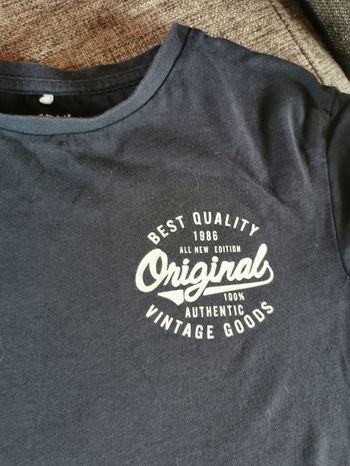 BEST QUALITY
1986
ALL NEW EDITION
Original
100%
AUTHENTIC
VINTAGE GOODS